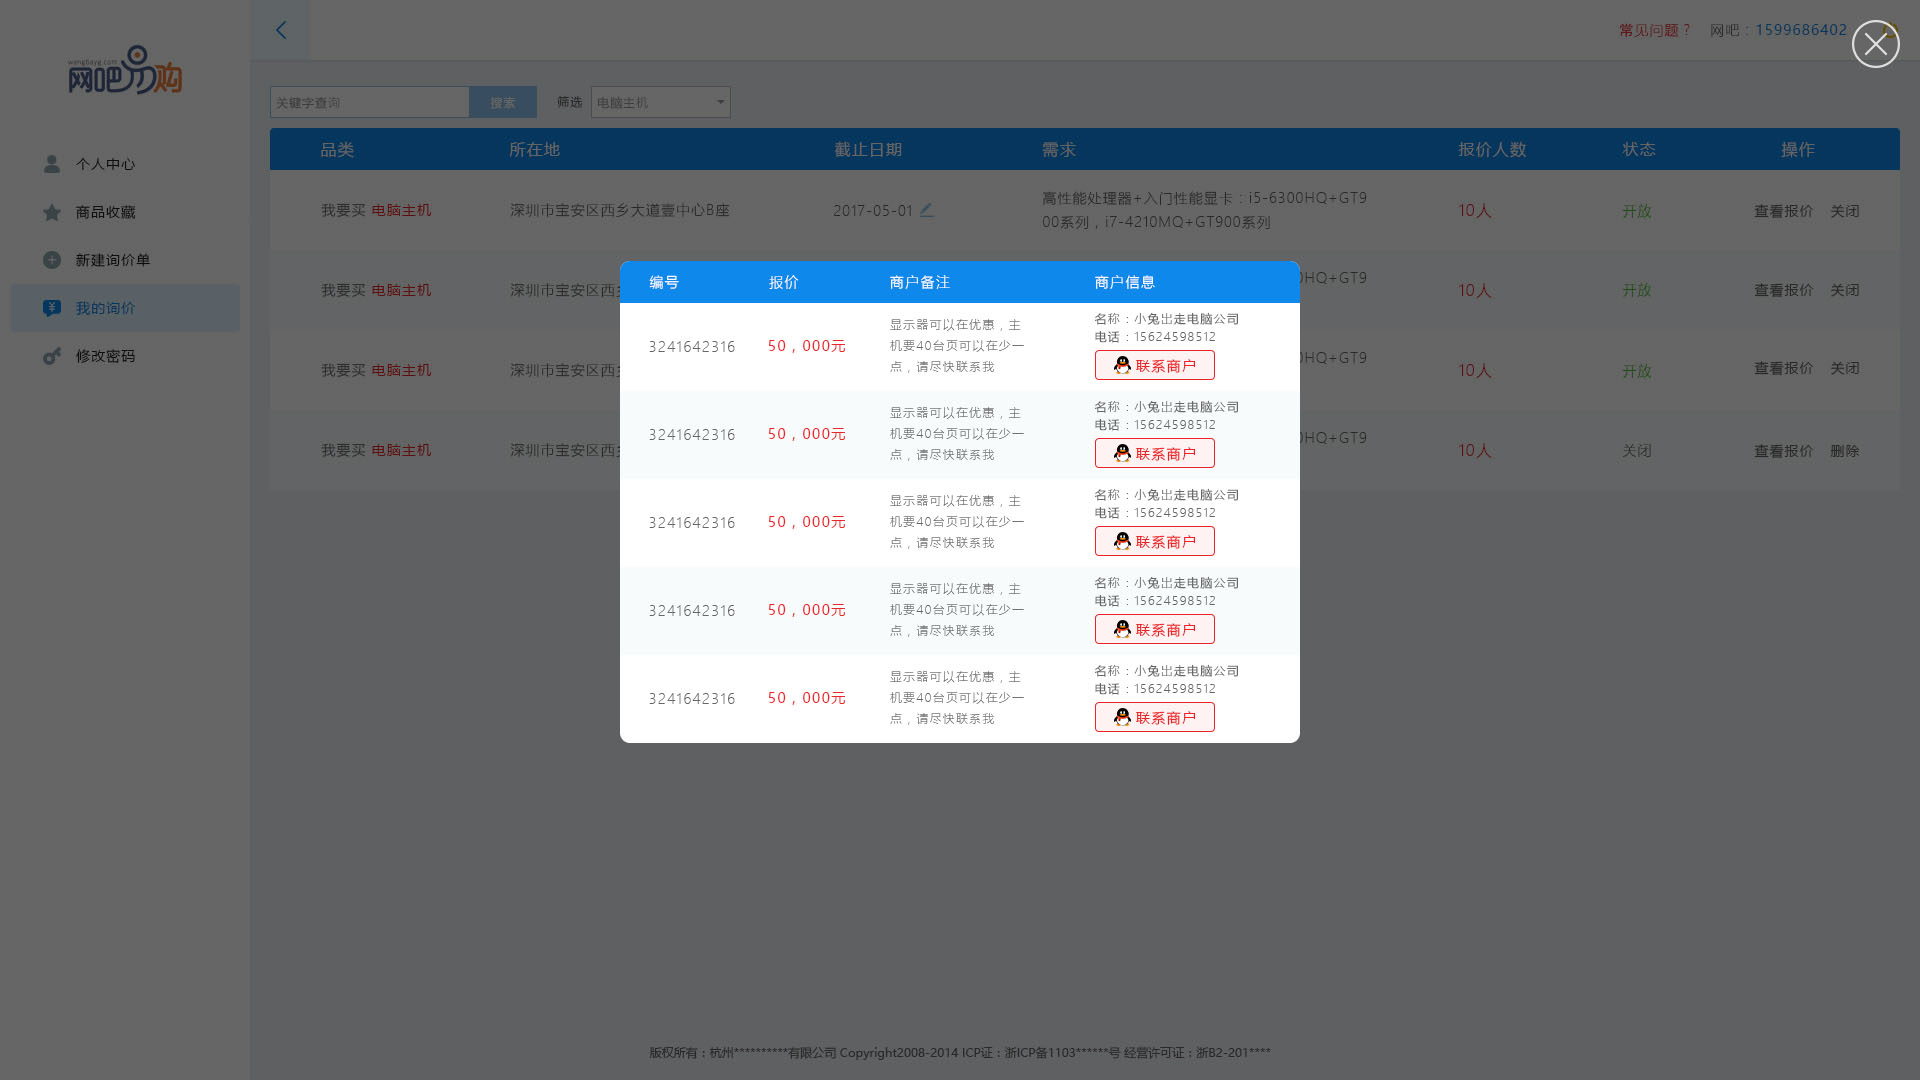 常见问题？ 网吧：1599686402
wangbayg.com
网吧易购
个人中心
商品收藏
新建询价单
我的询价
修改密码
关键字查询 搜索 筛选 电脑主机
品类 所在地 截止日期 需求 报价人数 状态 操作
我要买 电脑主机 深圳市宝安区西乡大道壹中心B座 2017-05-01 高性能处理器+入门性能显卡：i5-6300HQ+GT9
00系列，i7-4210MQ+GT900系列 10人 开放 查看报价 关闭
我要买 电脑主机 深圳市宝安区西 0HQ+GT9 10人 开放 查看报价 关闭
我要买 电脑主机 深圳市宝安区西 0HQ+GT9 10人 开放 查看报价 关闭
我要买 电脑主机 深圳市宝安区西 0HQ+GT9 10人 关闭 查看报价 删除
编号 报价 商户备注 商户信息
3241642316 50，000元
显示器可以在优惠，主
机要40台页可以在少一
点，请尽快联系我
名称：小兔岀走电脑公司
电话：15624598512
联系商户
3241642316 50，000元
显示器可以在优惠，主
机要40台页可以在少一
点，请尽快联系我
名称：小兔岀走电脑公司
电话：15624598512
联系商户
3241642316 50，000元
显示器可以在优惠，主
机要40台页可以在少一
点，请尽快联系我
名称：小兔岀走电脑公司
电话：15624598512
联系商户
3241642316 50，000元
显示器可以在优惠，主
机要40台页可以在少一
点，请尽快联系我
名称：小兔岀走电脑公司
电话：15624598512
联系商户
3241642316 50，000元
显示器可以在优惠，主
机要40台页可以在少一
点，请尽快联系我
名称：小兔岀走电脑公司
电话：15624598512
联系商户
版权所有：杭州**********有限公司 Copyright2008-2014 ICP证：浙ICP备1103******号 经营许可证：浙B2-201****